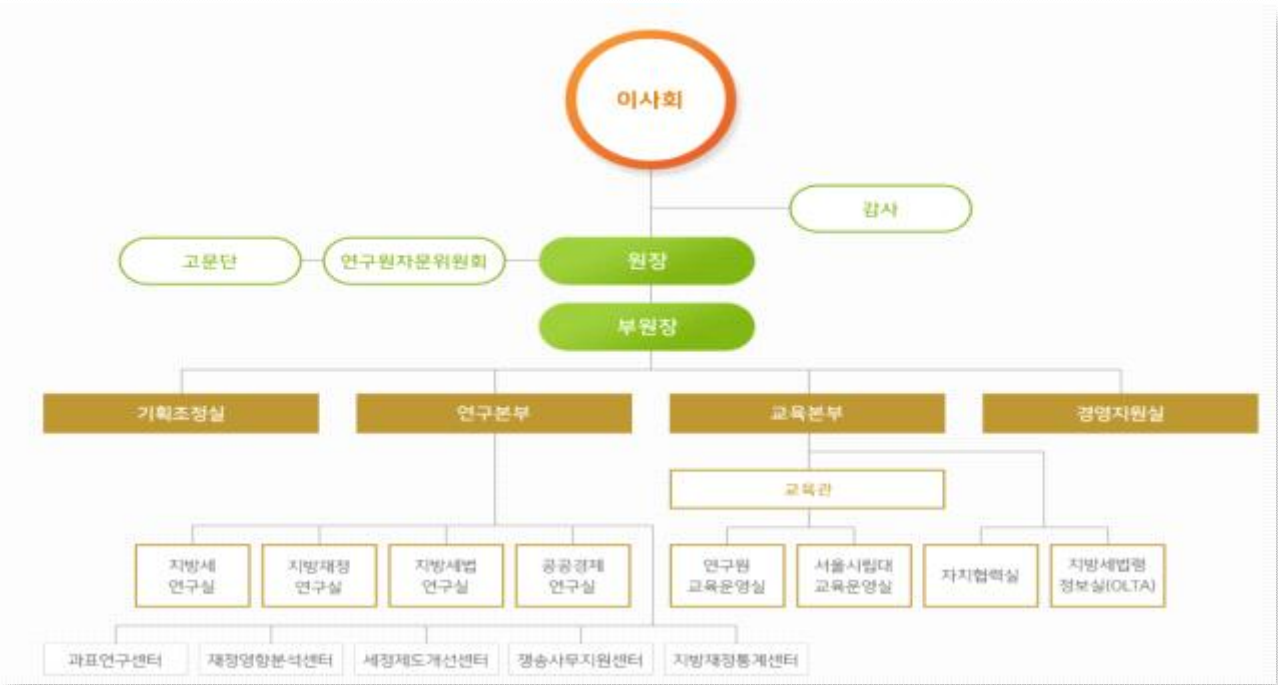 이사회
감사
고문단
연구원자문위원회
원장
부원장
기획조정실
연구본부
교육본부
경영지원실
교육관
지방세
연구실
지방재정
연구실
지방세법
연구실
공공경제
연구실
연구원
교육운영실
서울시립대
교육운영실
자치협력실
지방세법령
정보실(OLTA)
과표연구센터
재정영향분석센터
세정제도개선센터
쟁송사무지원센터
지방재정통계센터